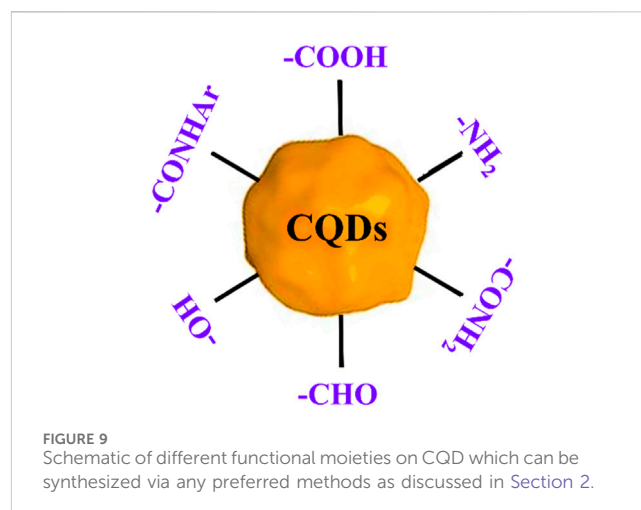 -COOH
-CONHAr
-NH₂
CQDs
-OH
-CONH₂
-CHO
FIGURE 9
Schematic of different functional moieties on CQD which can be
synthesized via any preferred methods as discussed in Section 2.